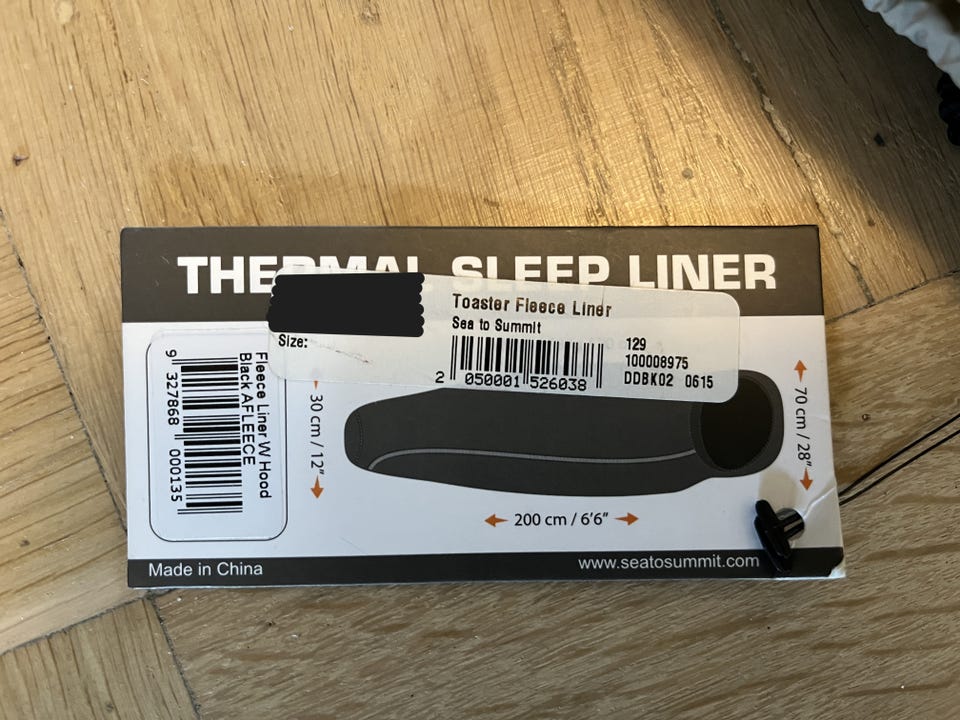 THERMAL SLEEP LINER
Toaster Fleece Liner
Sea to Summit
Size:
129
100008975
2 050001 526038
DDBK02 0615
Fleece Liner W Hood
Black AFLEECE
9 327868 000135
30 cm / 12”
70 cm / 28”
200 cm / 6’6”
Made in China
www.seatosummit.com